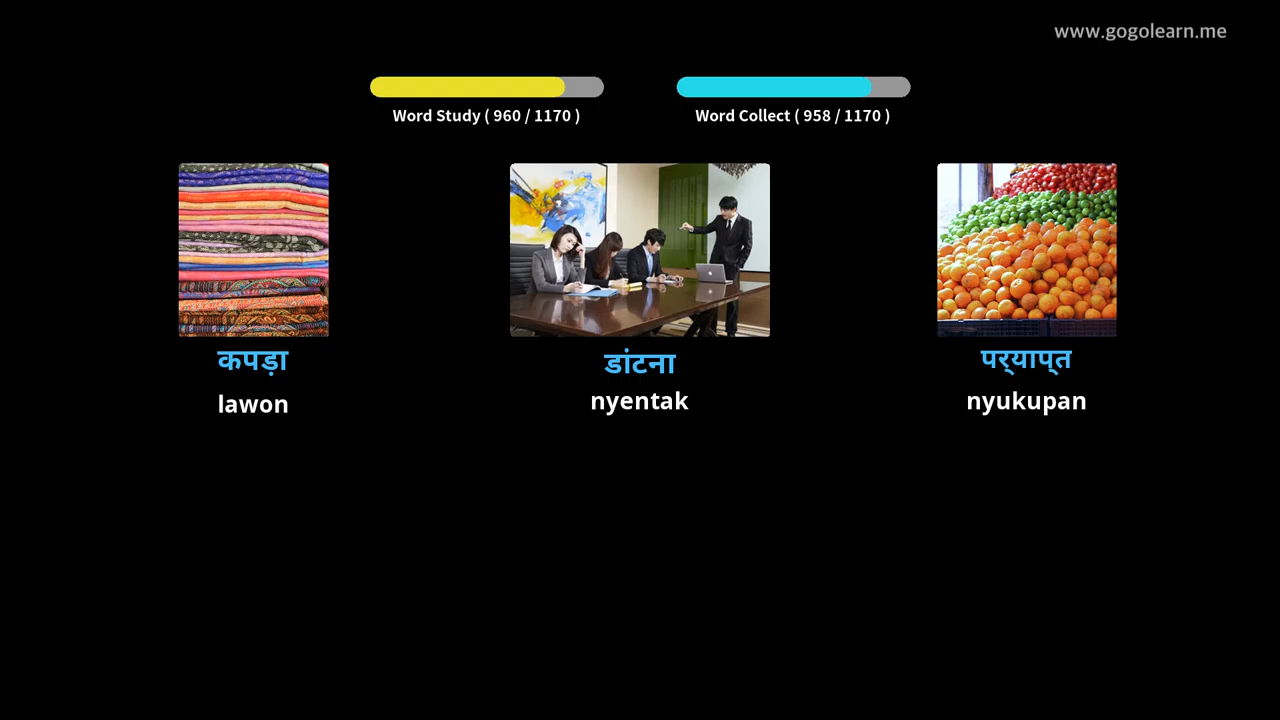 www.gogolearn.me
Word Study ( 960 / 1170 )
Word Collect ( 958 / 1170 )
कपड़ा
डांटना
पर्‌याप्‌त
lawon
nyentak
nyukupan